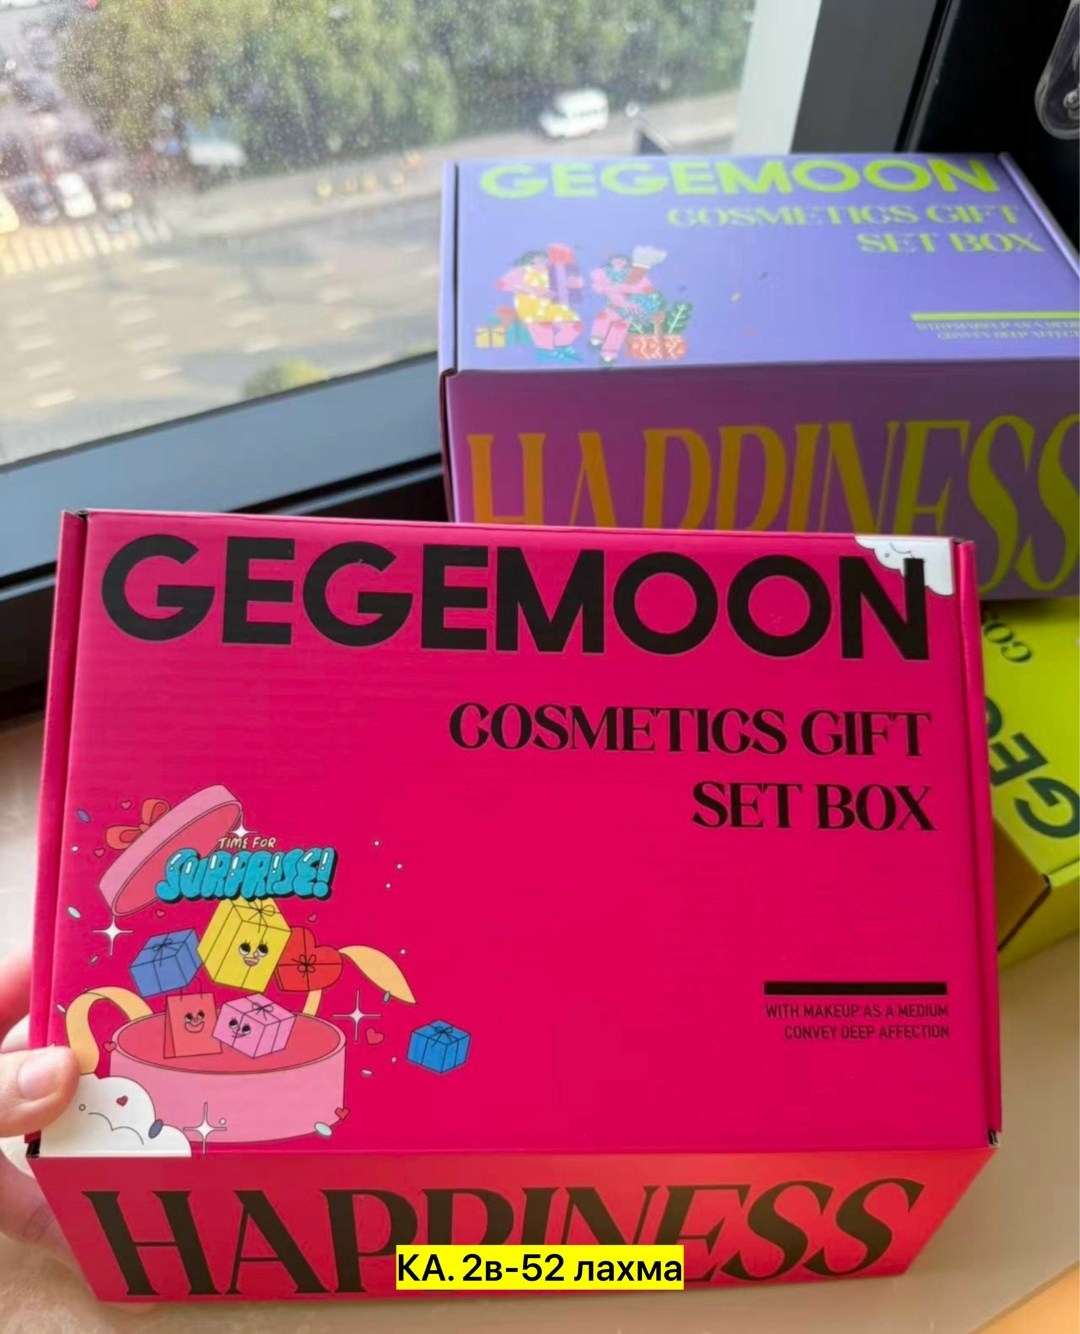 GEGEMOON
COSMETICS GIFT
SET BOX
HAPPINESS
GEGEMOON
COSMETICS GIFT
SET BOX
TIME FOR
SURPRISE!
WITH MAKEUP AS A MEDIUM
CONVEY DEEP AFFECTION
HAPPINESS
КА. 2в-52 лахма